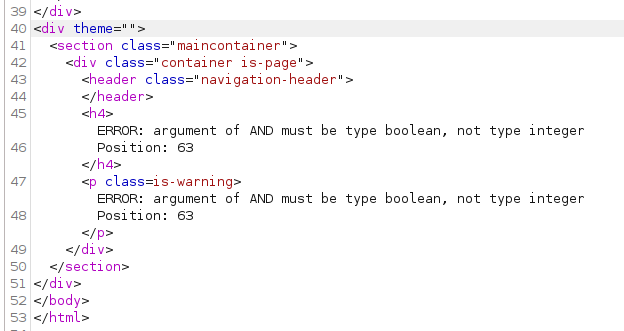 39 </div>
40 <div theme="">
41 <section class="maincontainer">
42 <div class="container is-page">
43 <header class="navigation-header">
44 </header>
45 <h4>
ERROR: argument of AND must be type boolean, not type integer
46 Position: 63
</h4>
47 <p class=is-warning>
ERROR: argument of AND must be type boolean, not type integer
48 Position: 63
</p>
49 </div>
50 </section>
51 </div>
52 </body>
53 </html>